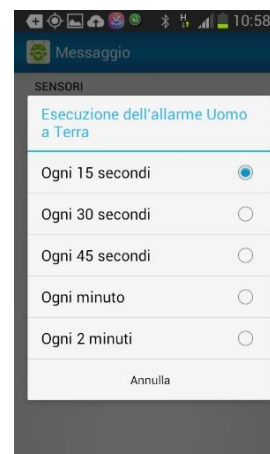 10:58
Messaggio
SENSORI
Esecuzione dell'allarme Uomo
a Terra
Ogni 15 secondi
Ogni 30 secondi
Ogni 45 secondi
Ogni minuto
Ogni 2 minuti
Annulla